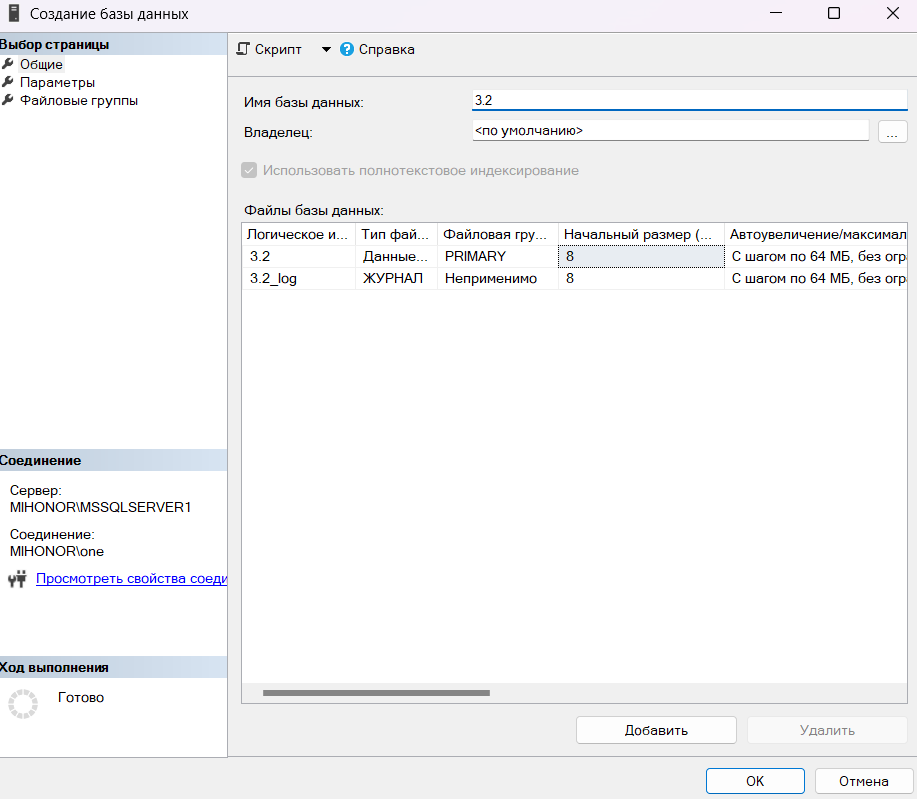 Создание базы данных
Выбор страницы
Общие
Параметры
Файловые группы
Скрипт
Справка
Имя базы данных:
3.2
Владелец:
<по умолчанию>
...
Использовать полнотекстовое индексирование
Файлы базы данных:
Логическое и... Тип фай... Файловая гру... Начальный размер (... Автоувеличение/максимал
3.2 Данные... PRIMARY 8 С шагом по 64 МБ, без огр
3.2_log ЖУРНАЛ Неприменимо 8 С шагом по 64 МБ, без огр
Соединение
Сервер:
MIHONOR\MSSQLSERVER1
Соединение:
MIHONOR\one
Просмотреть свойства соеди
Ход выполнения
Готово
Добавить
Удалить
OK
Отмена